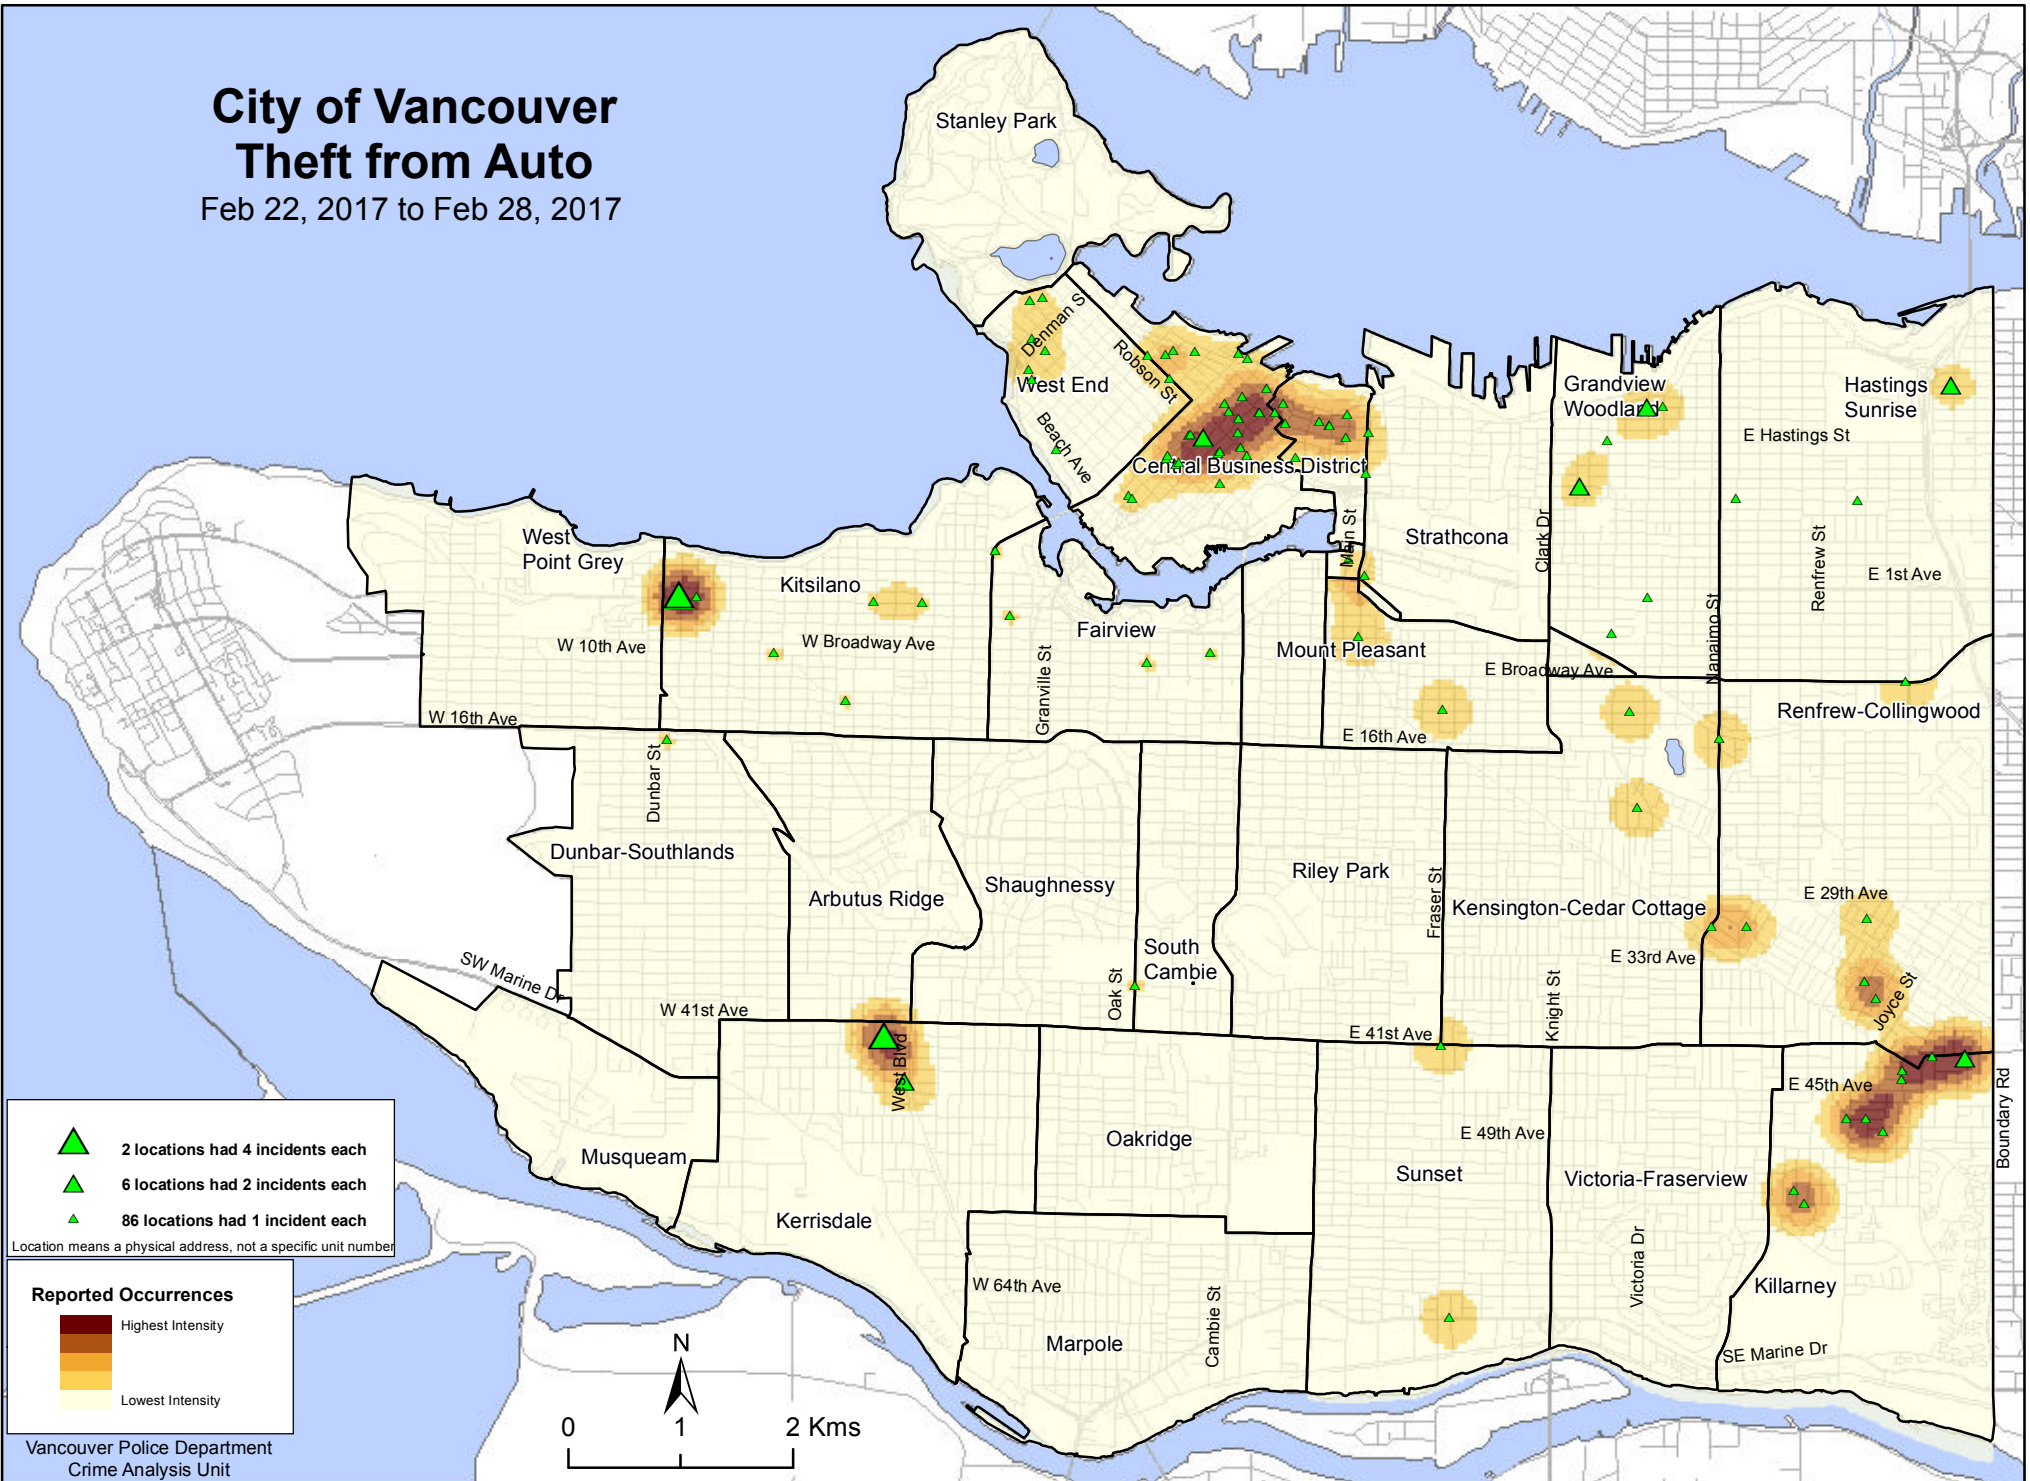 City of Vancouver
Theft from Auto
Feb 22, 2017 to Feb 28, 2017
Stanley Park
Denman St
Robson St
West End
Beach Ave
Central Business District
Grandview
Woodland
Hastings
Sunrise
E Hastings St
West
Point Grey
Kitsilano
Main St
Strathcona
Clark Dr
Renfrew St
E 1st Ave
W 10th Ave
W Broadway Ave
Fairview
Granville St
Mount Pleasant
E Broadway Ave
Nanaimo St
W 16th Ave
E 16th Ave
Renfrew-Collingwood
Dunbar St
Dunbar-Southlands
Arbutus Ridge
Shaughnessy
Riley Park
Fraser St
Kensington-Cedar Cottage
E 29th Ave
South
Cambie
E 33rd Ave
SW Marine Dr
W 41st Ave
Oak St
E 41st Ave
Knight St
Joyce St
West Blvd
E 45th Ave
Boundary Rd
Musqueam
Oakridge
E 49th Ave
Sunset
Victoria-Fraserview
Kerrisdale
W 64th Ave
Victoria Dr
Killarney
Marpole
Cambie St
SE Marine Dr
2 locations had 4 incidents each
6 locations had 2 incidents each
86 locations had 1 incident each
Location means a physical address, not a specific unit number
Reported Occurrences
Highest Intensity
Lowest Intensity
N
0 1 2 Kms
Vancouver Police Department
Crime Analysis Unit